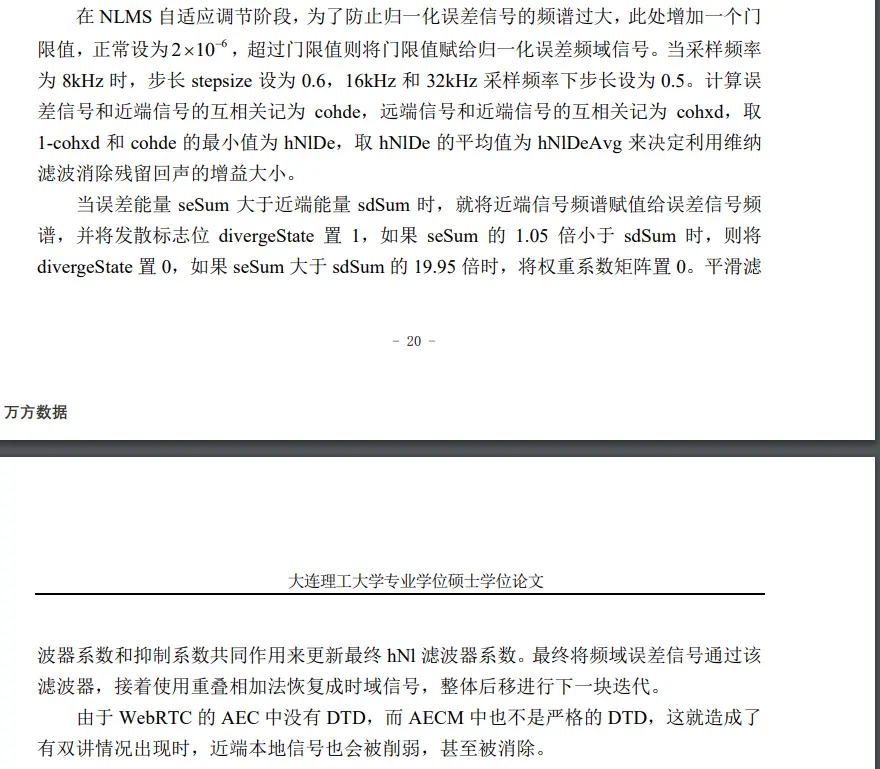 在 NLMS 自适应调节阶段，为了防止归一化误差信号的频谱过大，此处增加一个门
限值，正常设为 2×10⁻⁶，超过门限值则将门限值赋给归一化误差频域信号。当采样频率
为 8kHz 时，步长 stepsize 设为 0.6，16kHz 和 32kHz 采样频率下步长设为 0.5。计算误
差信号和近端信号的互相关记为 cohde，远端信号和近端信号的互相关记为 cohxd，取
1-cohxd 和 cohde 的最小值为 hNlDe，取 hNlDe 的平均值为 hNlDeAvg 来决定利用维纳
滤波消除残留回声的增益大小。
当误差能量 seSum 大于近端能量 sdSum 时，就将近端信号频谱赋值给误差信号频
谱，并将发散标志位 divergeState 置 1，如果 seSum 的 1.05 倍小于 sdSum 时，则将
divergeState 置 0，如果 seSum 大于 sdSum 的 19.95 倍时，将权重系数矩阵置 0。平滑滤
- 20 -
万方数据
大连理工大学专业学位硕士学位论文
波器系数和抑制系数共同作用来更新最终 hNl 滤波器系数。最终将频域误差信号通过该
滤波器，接着使用重叠相加法恢复成时域信号，整体后移进行下一块迭代。
由于 WebRTC 的 AEC 中没有 DTD，而 AECM 中也不是严格的 DTD，这就造成了
有双讲情况出现时，近端本地信号也会被削弱，甚至被消除。